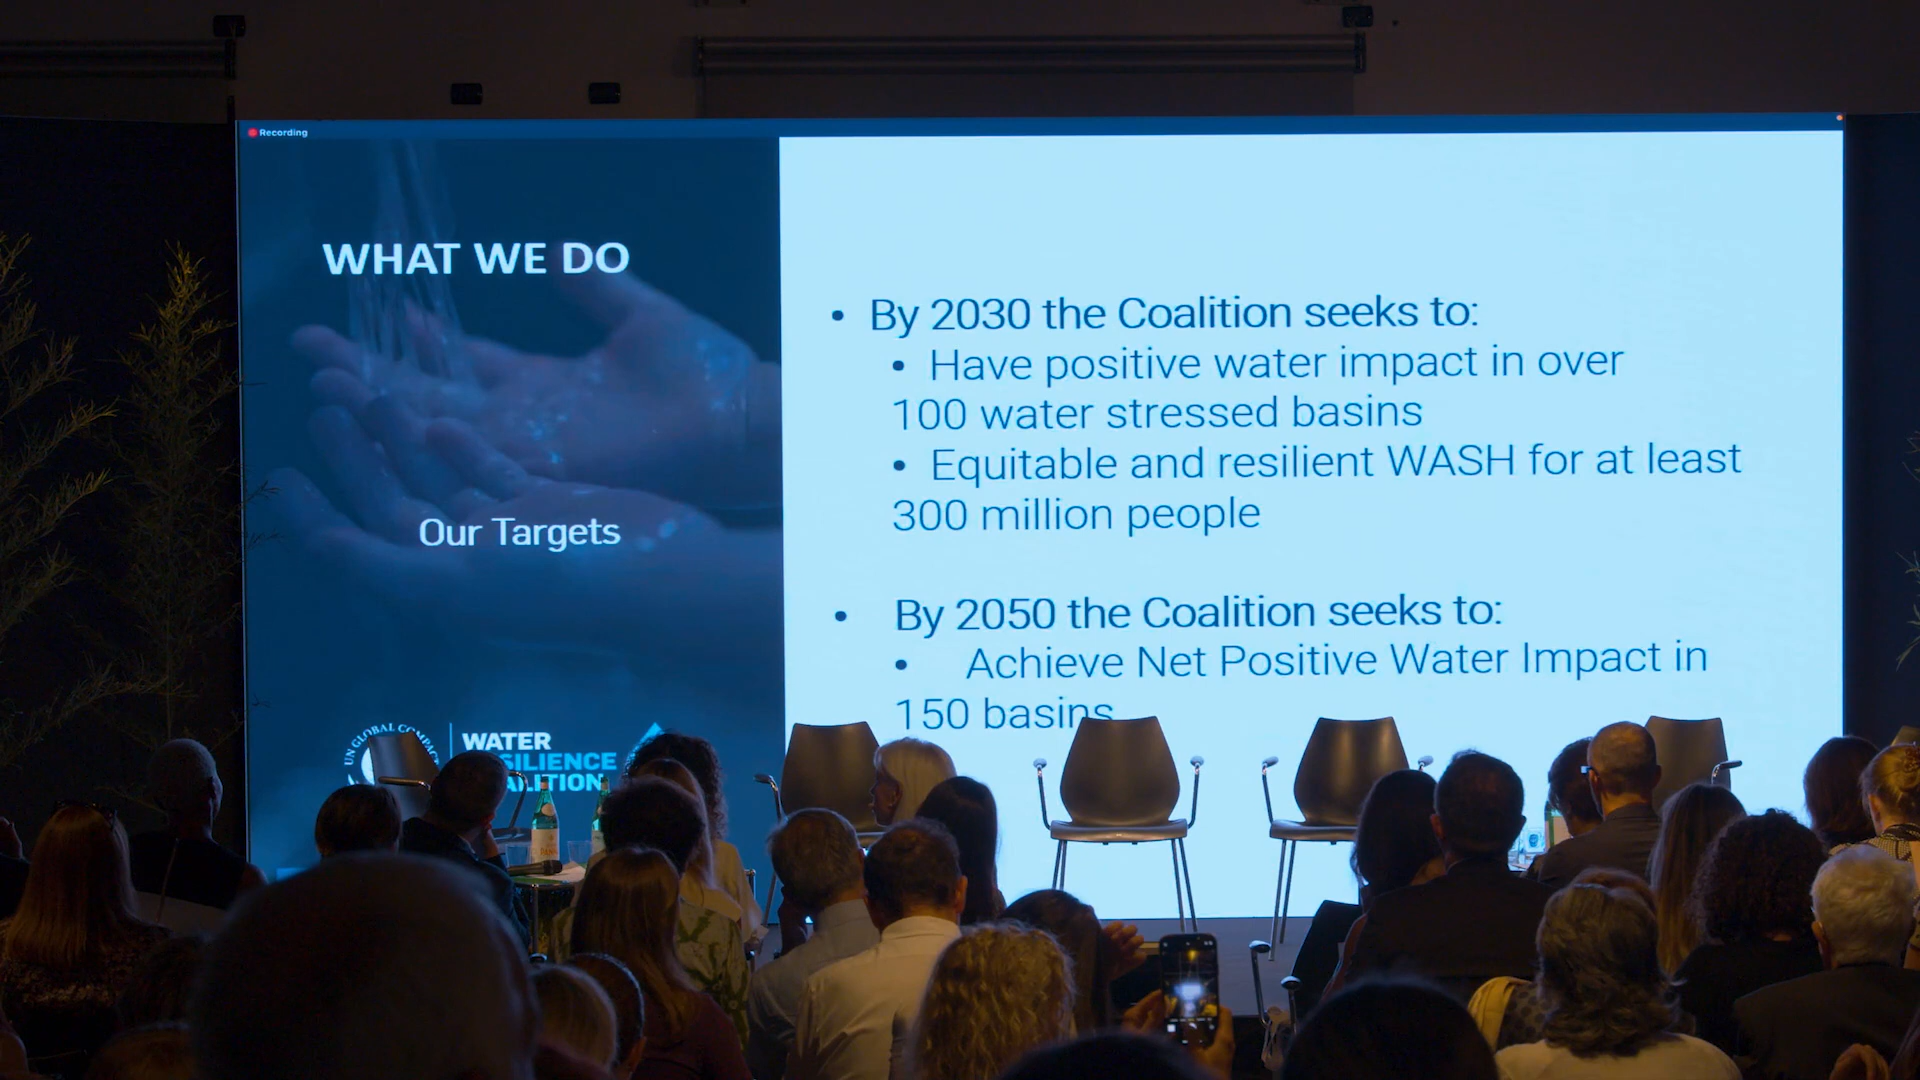 Recording
WHAT WE DO
Our Targets
UN GLOBAL
WATER
• By 2030 the Coalition seeks to:
• Have positive water impact in over
100 water stressed basins
• Equitable and resilient WASH for at least
300 million people
• By 2050 the Coalition seeks to:
• Achieve Net Positive Water Impact in
150 basins